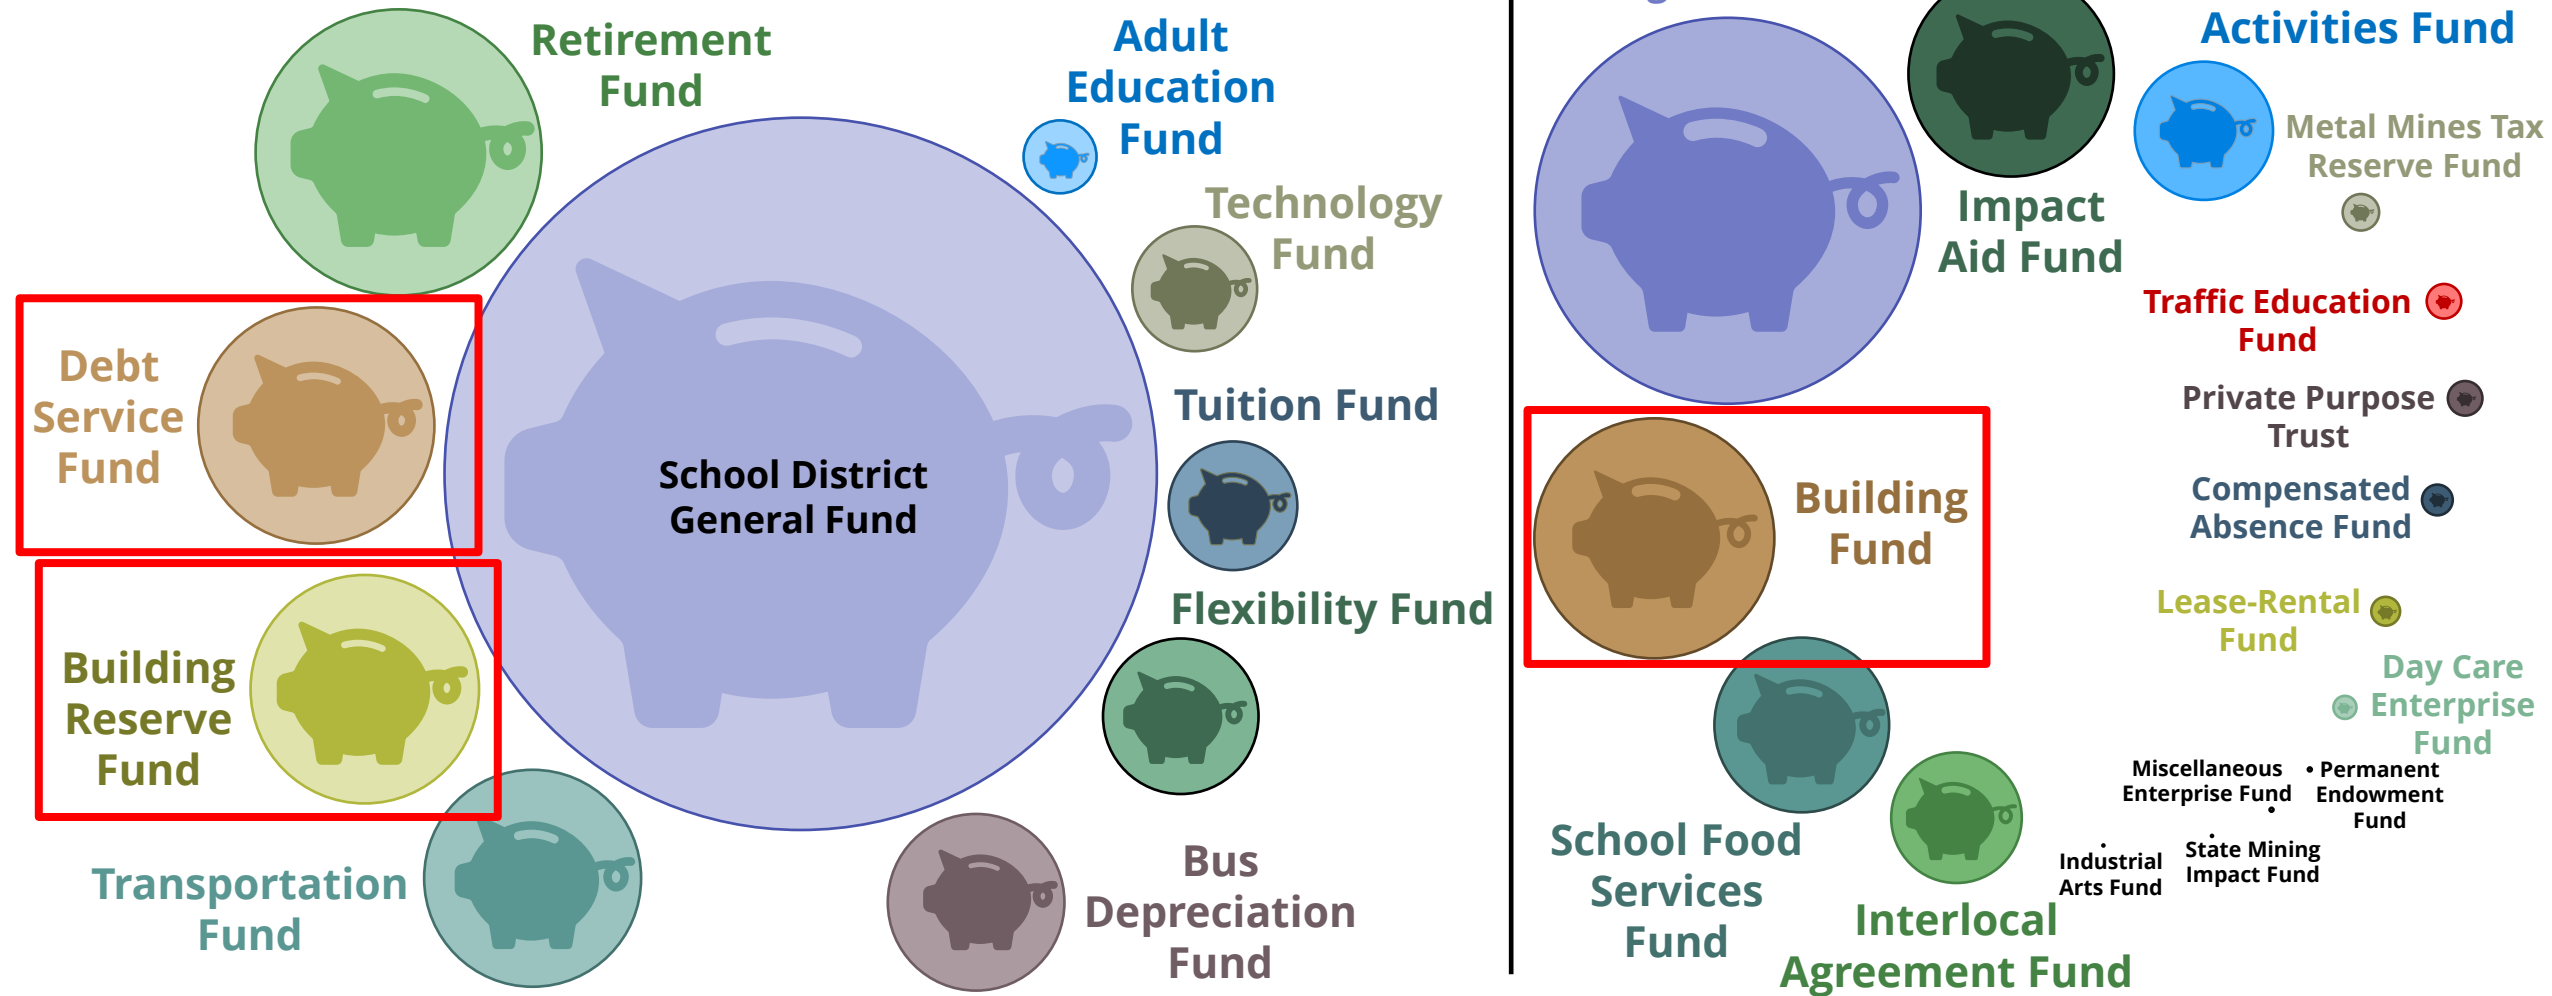 Retirement
Fund
Adult
Education
Fund
Technology
Fund
Debt
Service
Fund
School District
General Fund
Tuition Fund
Flexibility Fund
Building
Reserve
Fund
Transportation
Fund
Bus
Depreciation
Fund
Activities Fund
Metal Mines Tax
Reserve Fund
Impact
Aid Fund
Traffic Education
Fund
Private Purpose
Trust
Building
Fund
Compensated
Absence Fund
Lease-Rental
Fund
Day Care
Enterprise
Fund
Miscellaneous
Enterprise Fund
Permanent
Endowment
Fund
School Food
Services
Fund
Industrial
Arts Fund
State Mining
Impact Fund
Interlocal
Agreement Fund